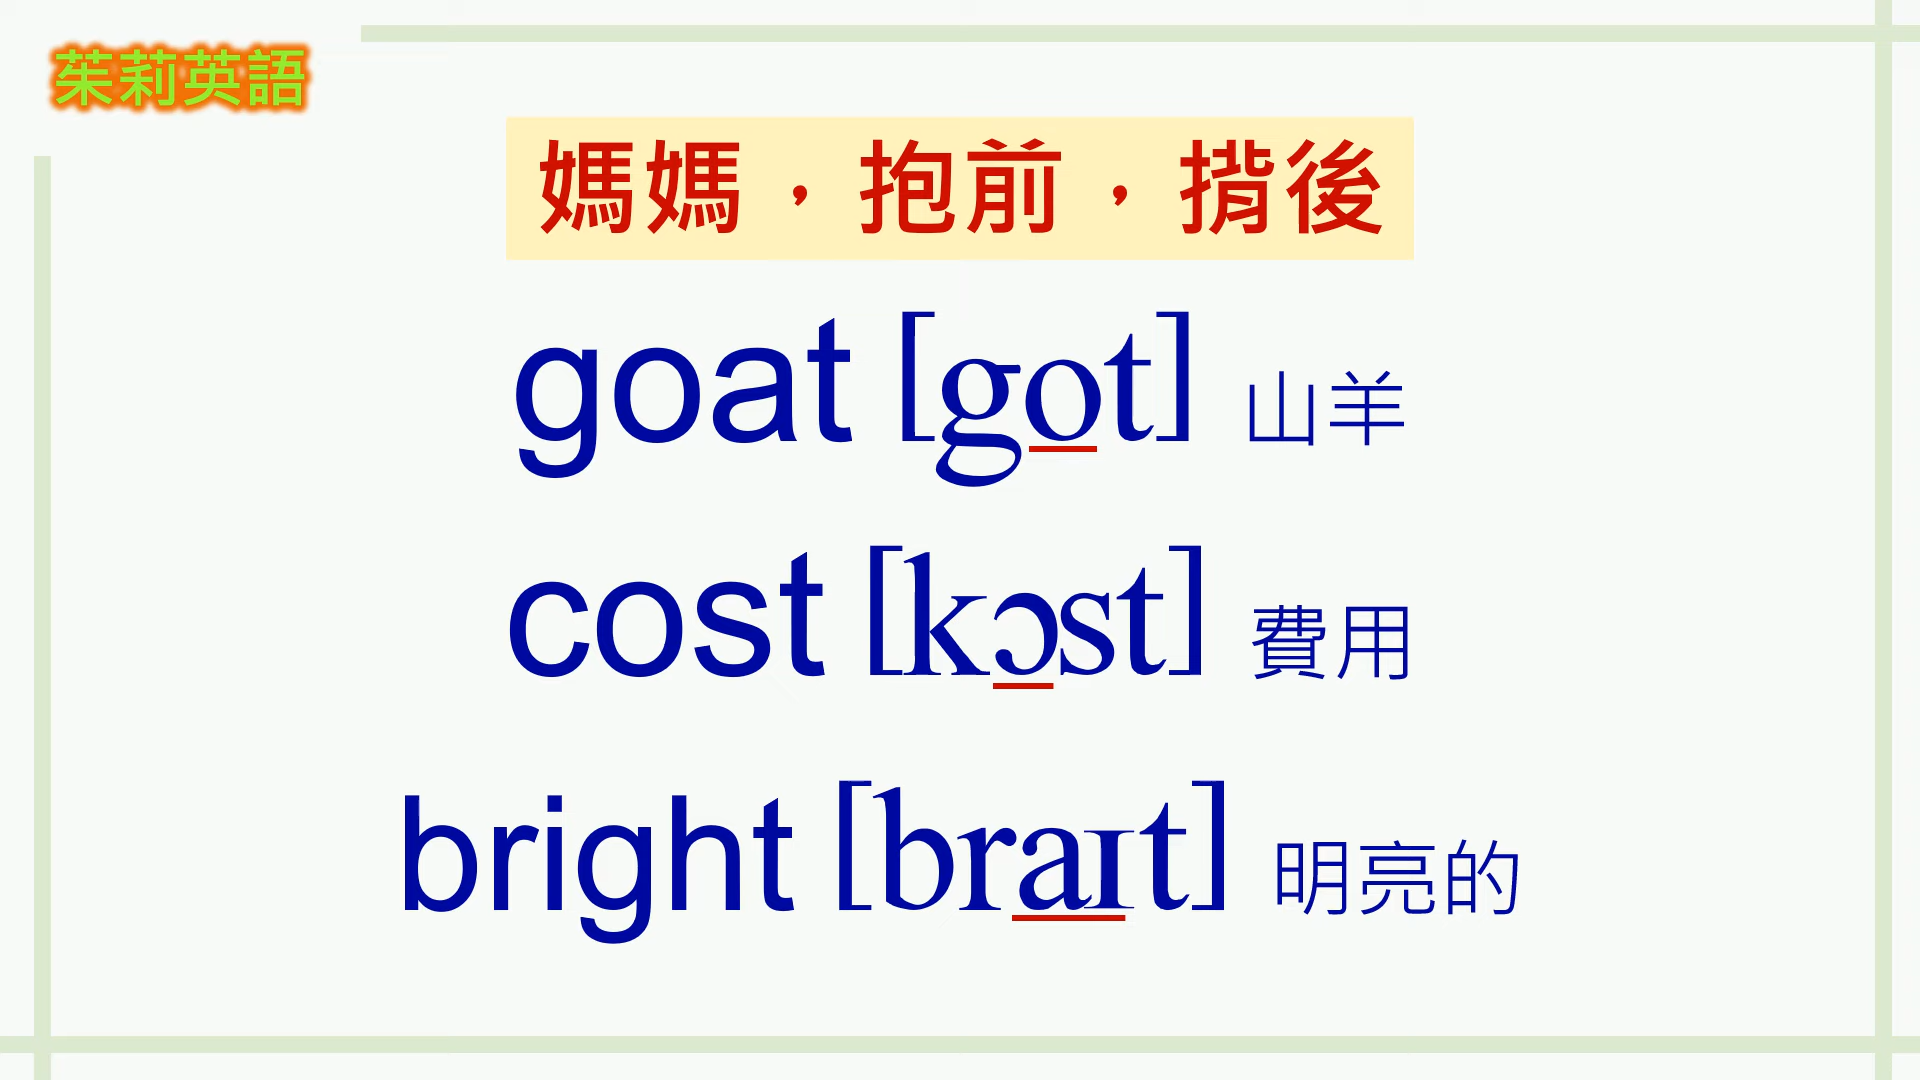 茱莉英語
媽媽，抱前，揹後
goat [got] 山羊
cost [kɔst] 費用
bright [braɪt] 明亮的